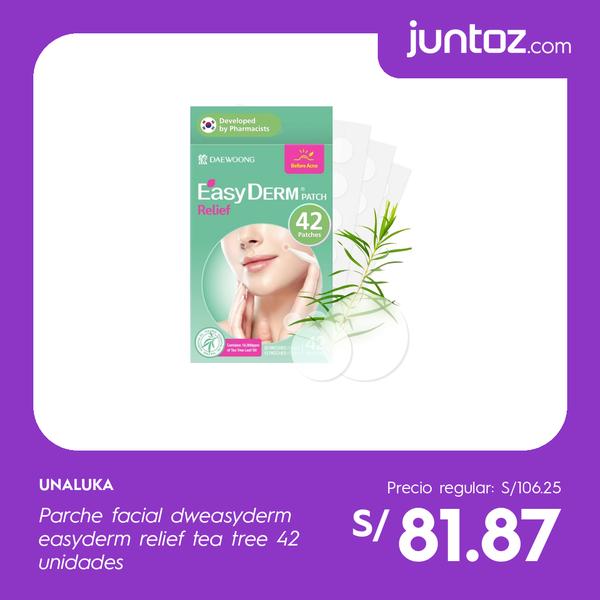 juntoz.com
Developed
by Pharmacists
DAEWOONG
Before Acne
EasyDERM® PATCH
Relief
42
Patches
42
UNALUKA
Parche facial dweasyderm
easyderm relief tea tree 42
unidades
Precio regular: S/106.25
S/ 81.87